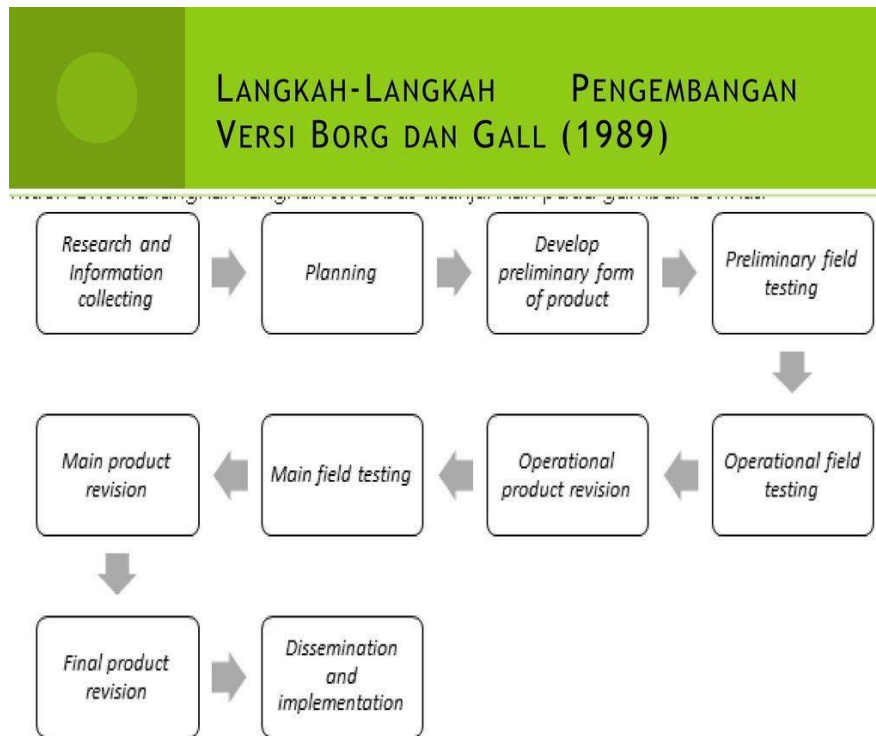 LANGKAH-LANGKAH PENGEMBANGAN
VERSI BORG DAN GALL (1989)
Research and
Information
collecting
Planning
Develop
preliminary form
of product
Preliminary field
testing
Operational field
testing
Operational
product revision
Main field testing
Main product
revision
Final product
revision
Dissemination
and
implementation